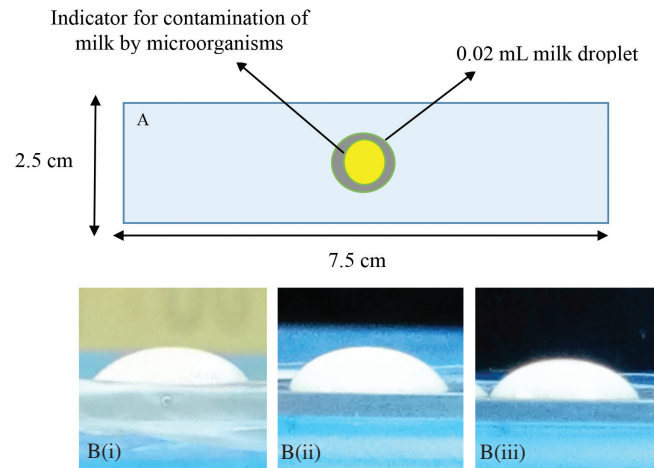 Indicator for contamination of
milk by microorganisms
0.02 mL milk droplet
A
2.5 cm
7.5 cm
B(i)
B(ii)
B(iii)